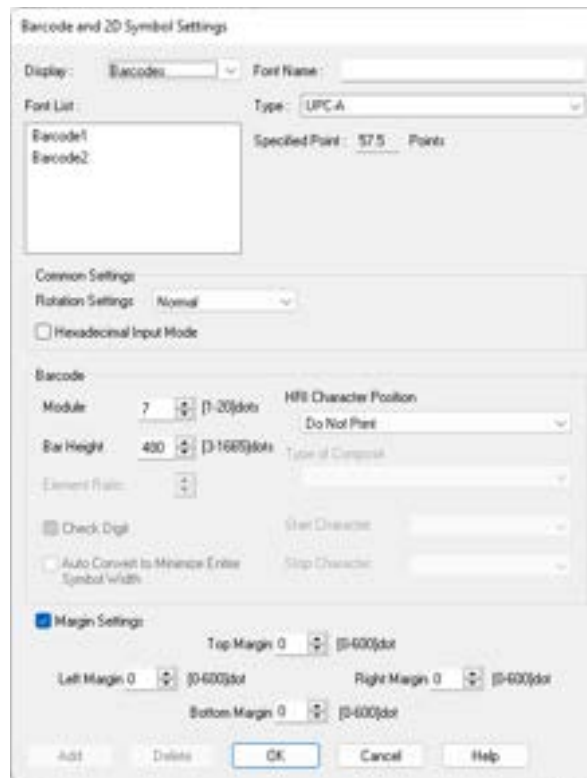 Barcode and 2D Symbol Settings
Display : Barcodes Font Name :
Font List : Type : UPC-A
Barcode1
Barcode2
Specified Point : 57.5 Points
Common Settings
Rotation Settings Normal
Hexadecimal Input Mode
Barcode
Module 7 [1-20]dots
HRI Character Position
Do Not Print
Bar Height 400 [3-1665]dots
Type of Composit
Element Ratio
Check Digit
Start Character
Auto Convert to Minimize Entire
Symbol Width
Stop Character
Margin Settings
Top Margin 0 [0-600]dot
Left Margin 0 [0-600]dot Right Margin 0 [0-600]dot
Bottom Margin 0 [0-600]dot
Add Delete OK Cancel Help